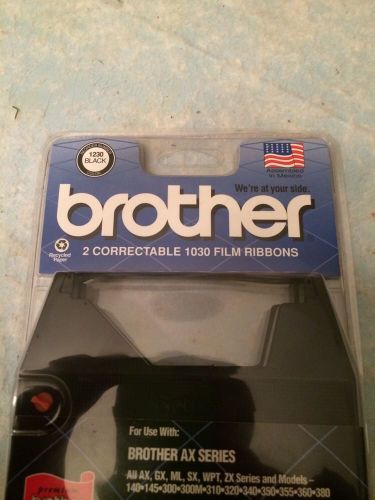 1230
BLACK
Assembled
in Mexico
We're at your side.
brother
Recycled
Paper
2 CORRECTABLE 1030 FILM RIBBONS
For Use With:
BROTHER AX SERIES
All AX, GX, ML, SX, WPT, ZX Series and Models –
140•145•300•300M•310•320•340•350•355•360•380
premium